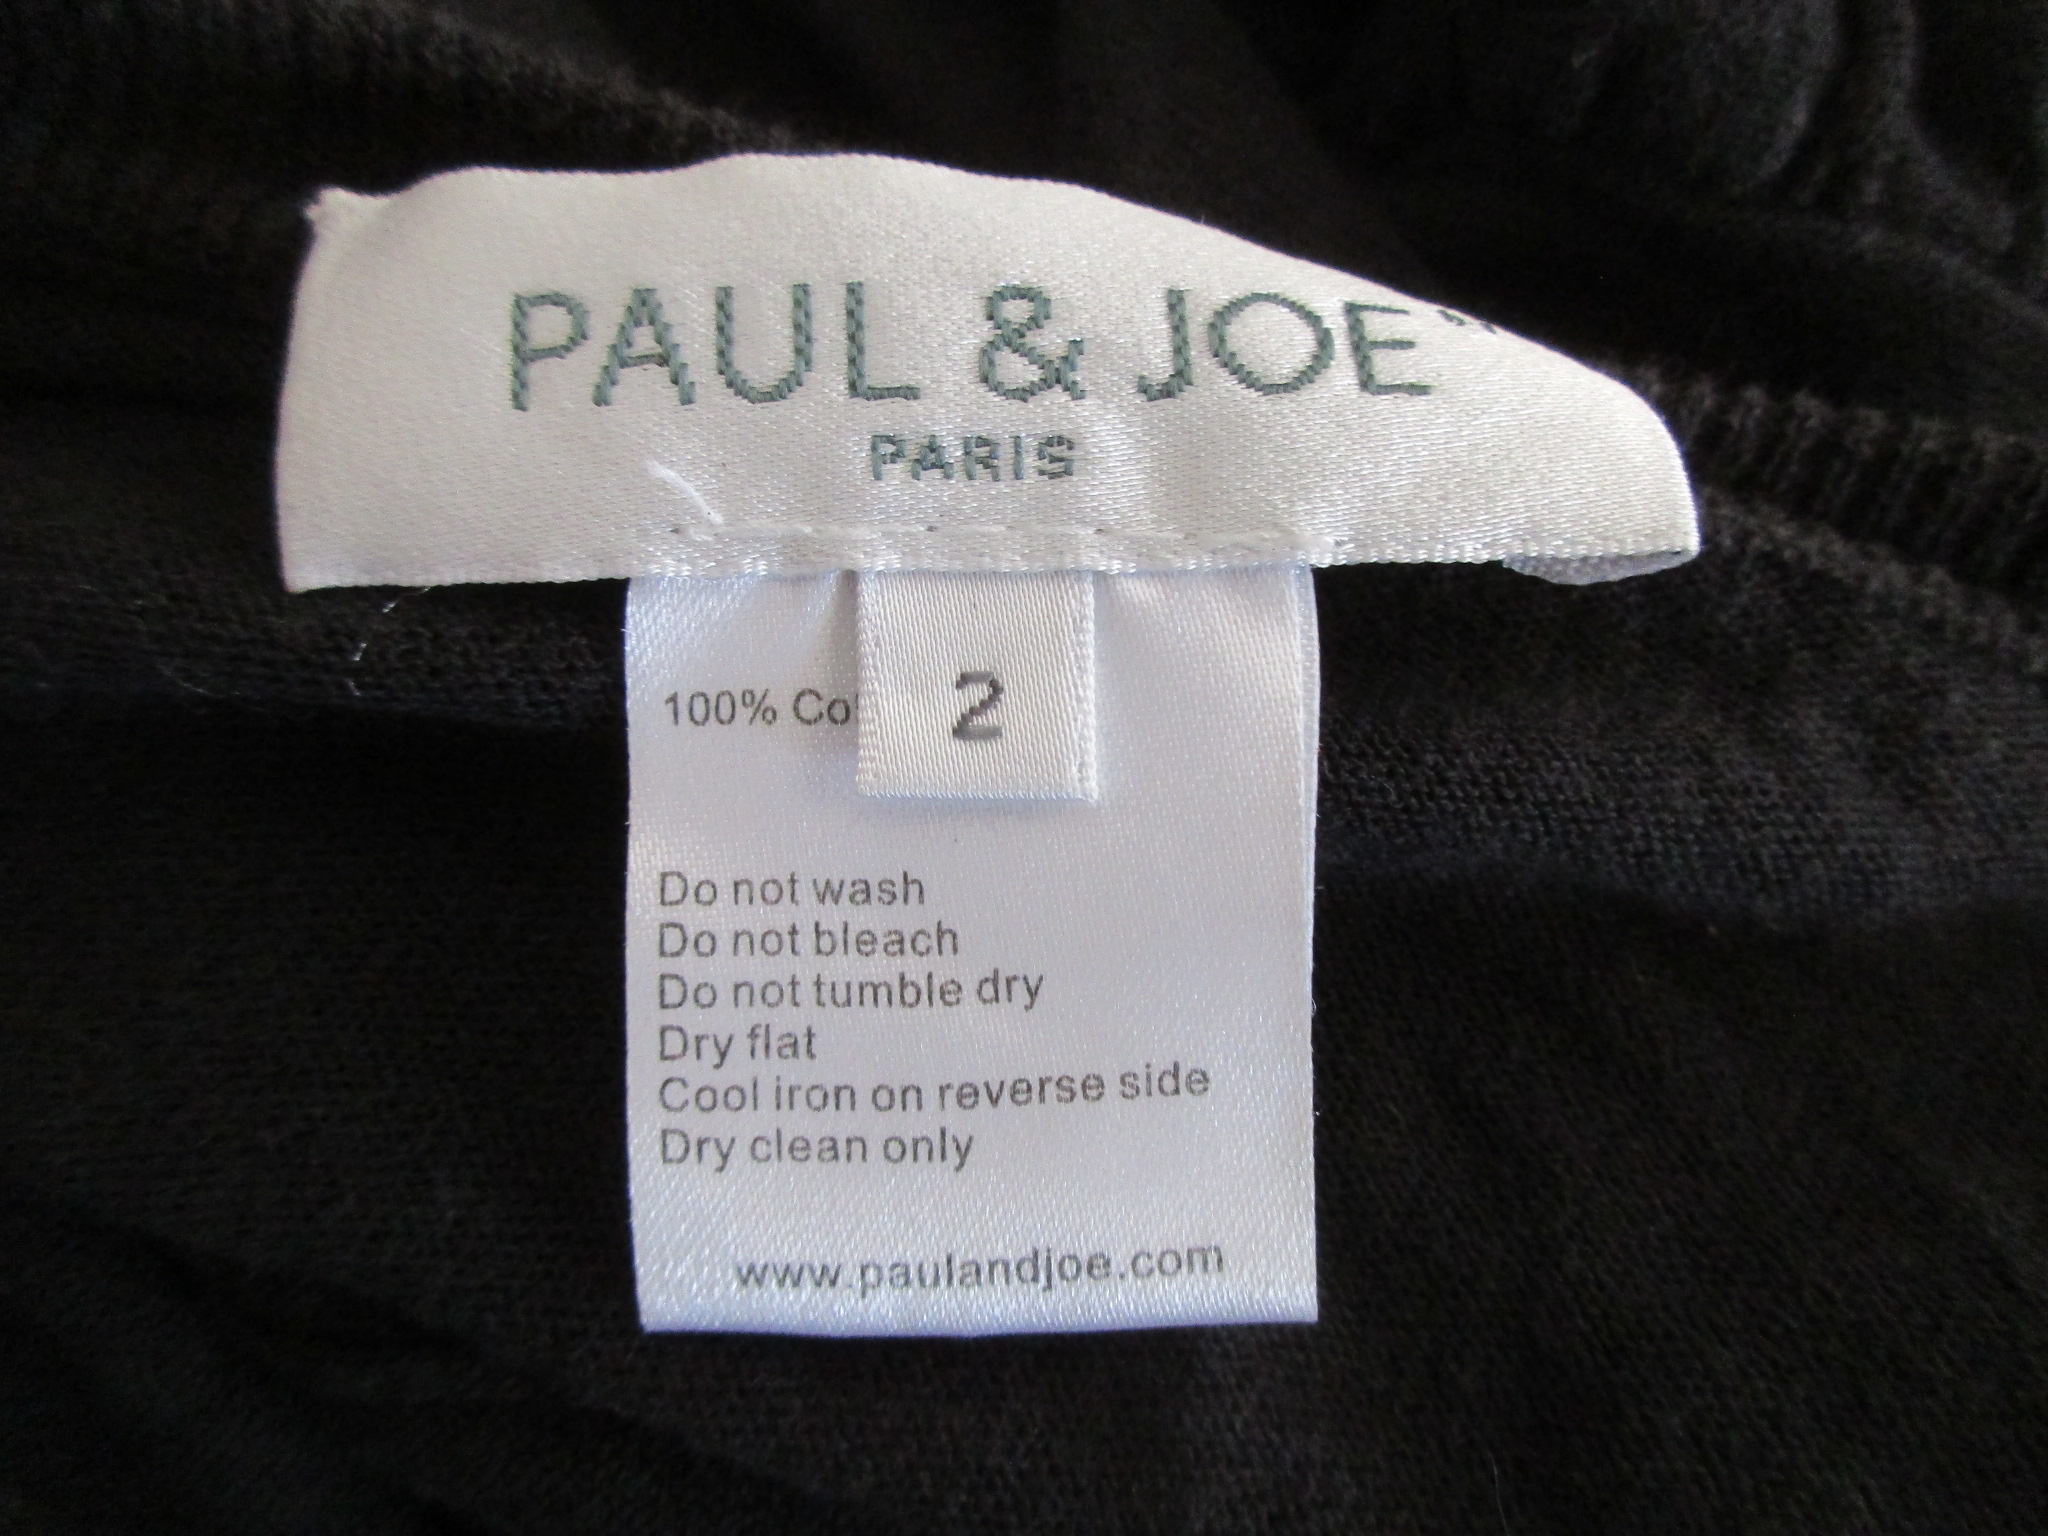 PAUL & JOE
PARIS
2
100% Co
Do not wash
Do not bleach
Do not tumble dry
Dry flat
Cool iron on reverse side
Dry clean only
www.paulandjoe.com